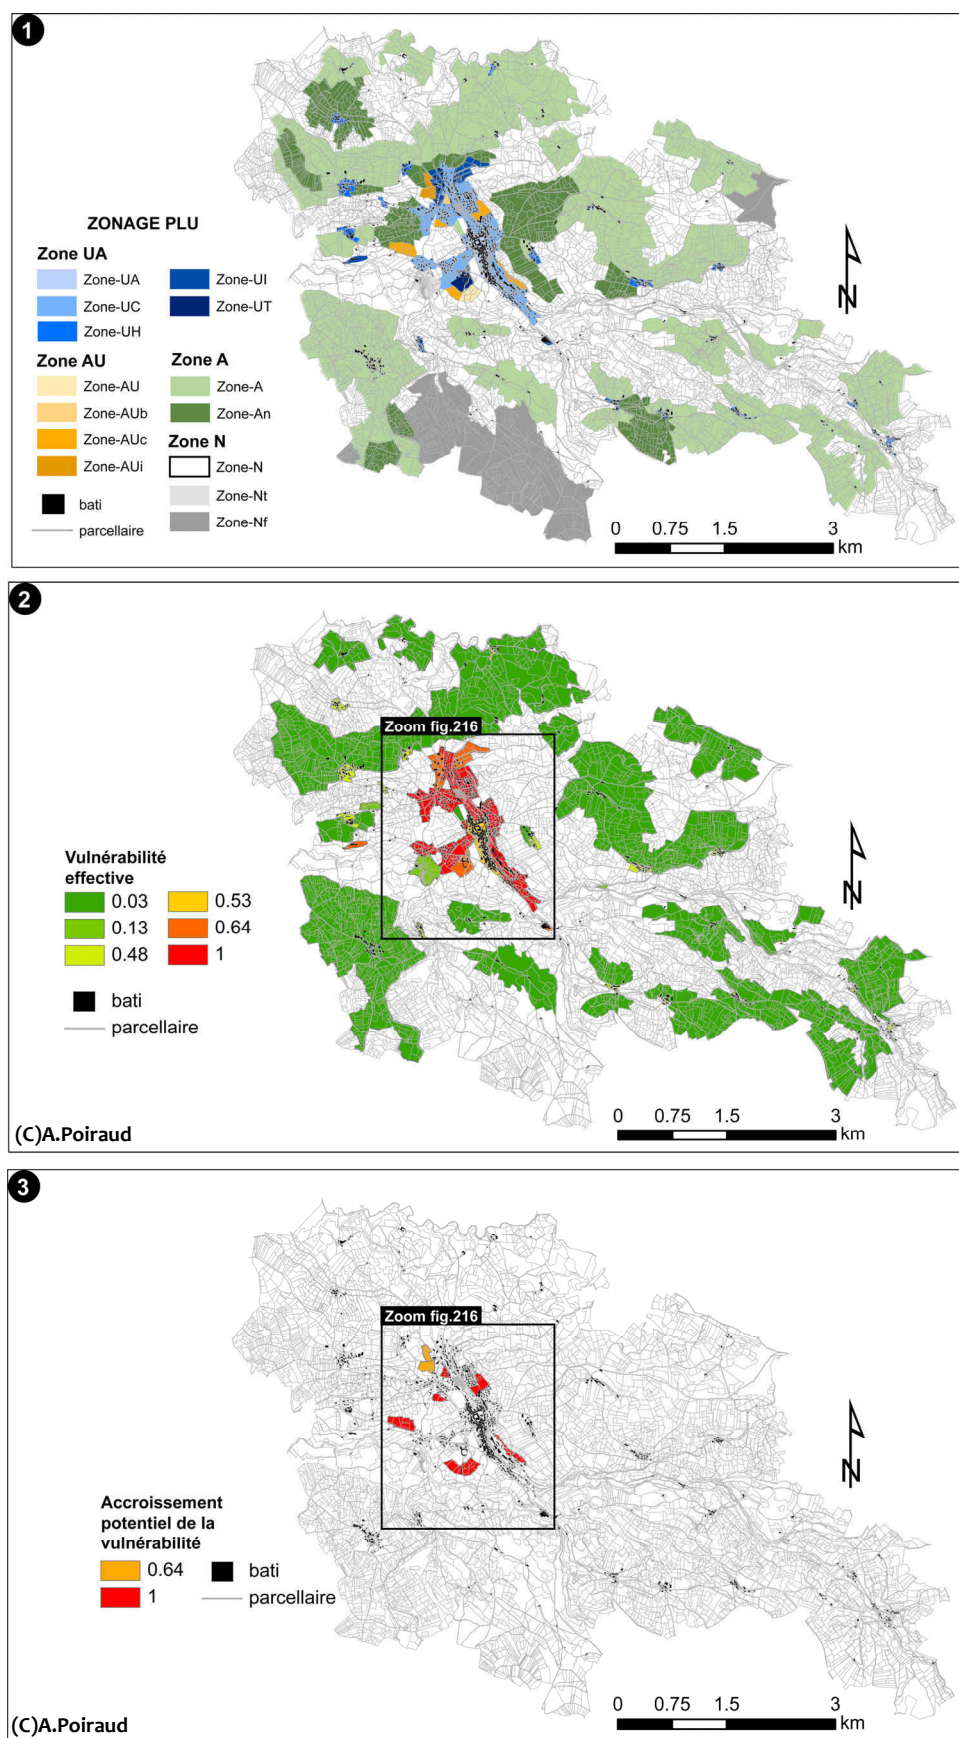 1
ZONAGE PLU
Zone UA
Zone-UA
Zone-UC
Zone-UH
Zone-UI
Zone-UT
Zone AU
Zone-AU
Zone-AUb
Zone-AUc
Zone-AUi
Zone A
Zone-A
Zone-An
Zone N
Zone-N
Zone-Nt
Zone-Nf
bati
parcellaire
N
0 0.75 1.5 3
km
2
Zoom fig.216
Vulnérabilité
effective
0.03 0.53
0.13 0.64
0.48 1
bati
parcellaire
N
0 0.75 1.5 3
km
(C)A.Poiraud
3
Zoom fig.216
Accroissement
potentiel de la
vulnérabilité
0.64 bati
1 parcellaire
N
0 0.75 1.5 3
km
(C)A.Poiraud